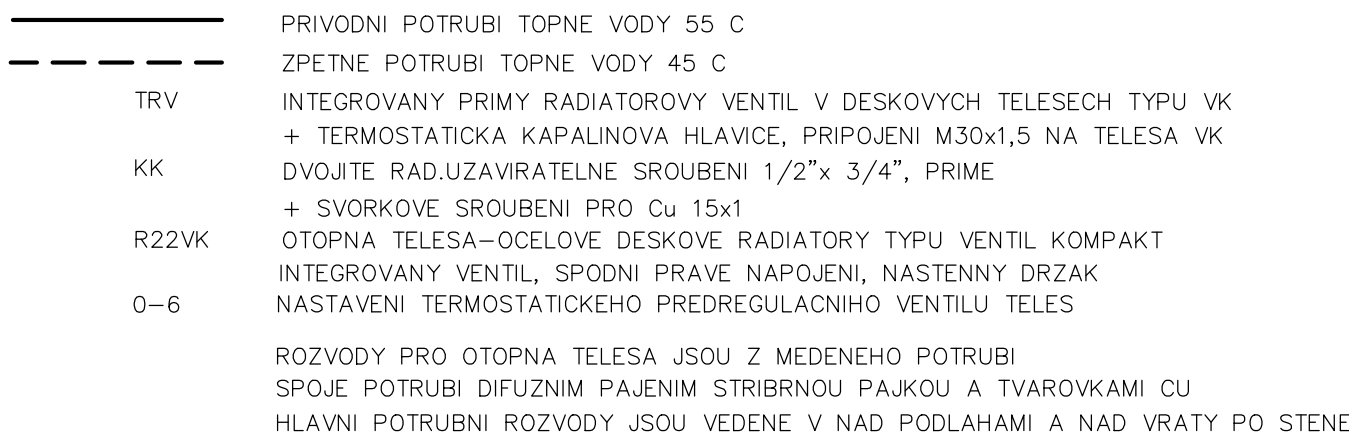 PRIVODNI POTRUBI TOPNE VODY 55 C
ZPETNE POTRUBI TOPNE VODY 45 C
TRV INTEGROVANY PRIMY RADIATOROVY VENTIL V DESKOVYCH TELESECH TYPU VK
+ TERMOSTATICKA KAPALINOVA HLAVICE, PRIPOJENI M30x1,5 NA TELESA VK
KK DVOJITE RAD.UZAVIRATELNE SROUBENI 1/2"x 3/4", PRIME
+ SVORKOVE SROUBENI PRO Cu 15x1
R22VK OTOPNA TELESA-OCELOVE DESKOVE RADIATORY TYPU VENTIL KOMPAKT
INTEGROVANY VENTIL, SPODNI PRAVE NAPOJENI, NASTENNY DRZAK
0-6 NASTAVENI TERMOSTATICKEHO PREDREGULACNIHO VENTILU TELES
ROZVODY PRO OTOPNA TELESA JSOU Z MEDENEHO POTRUBI
SPOJE POTRUBI DIFUZNIM PAJENIM STRIBRNOU PAJKOU A TVAROVKAMI CU
HLAVNI POTRUBNI ROZVODY JSOU VEDENE V NAD PODLAHAMI A NAD VRATY PO STENE